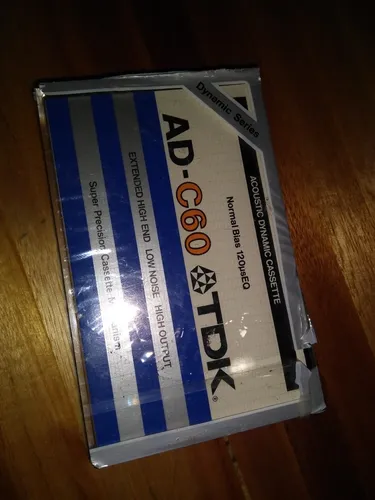 Dynamic Series
ACOUSTIC DYNAMIC CASSETTE
Normal Bias 120µsEQ
AD-C60 TDK®
EXTENDED HIGH END LOW NOISE HIGH OUTPUT
Super Precision Cassette Mechanism